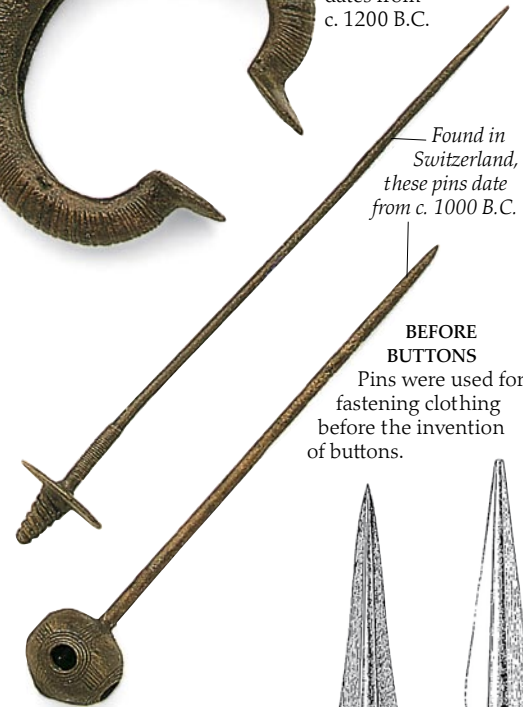 dates from
c. 1200 B.C.
Found in
Switzerland,
these pins date
from c. 1000 B.C.
BEFORE
BUTTONS
Pins were used for
fastening clothing
before the invention
of buttons.